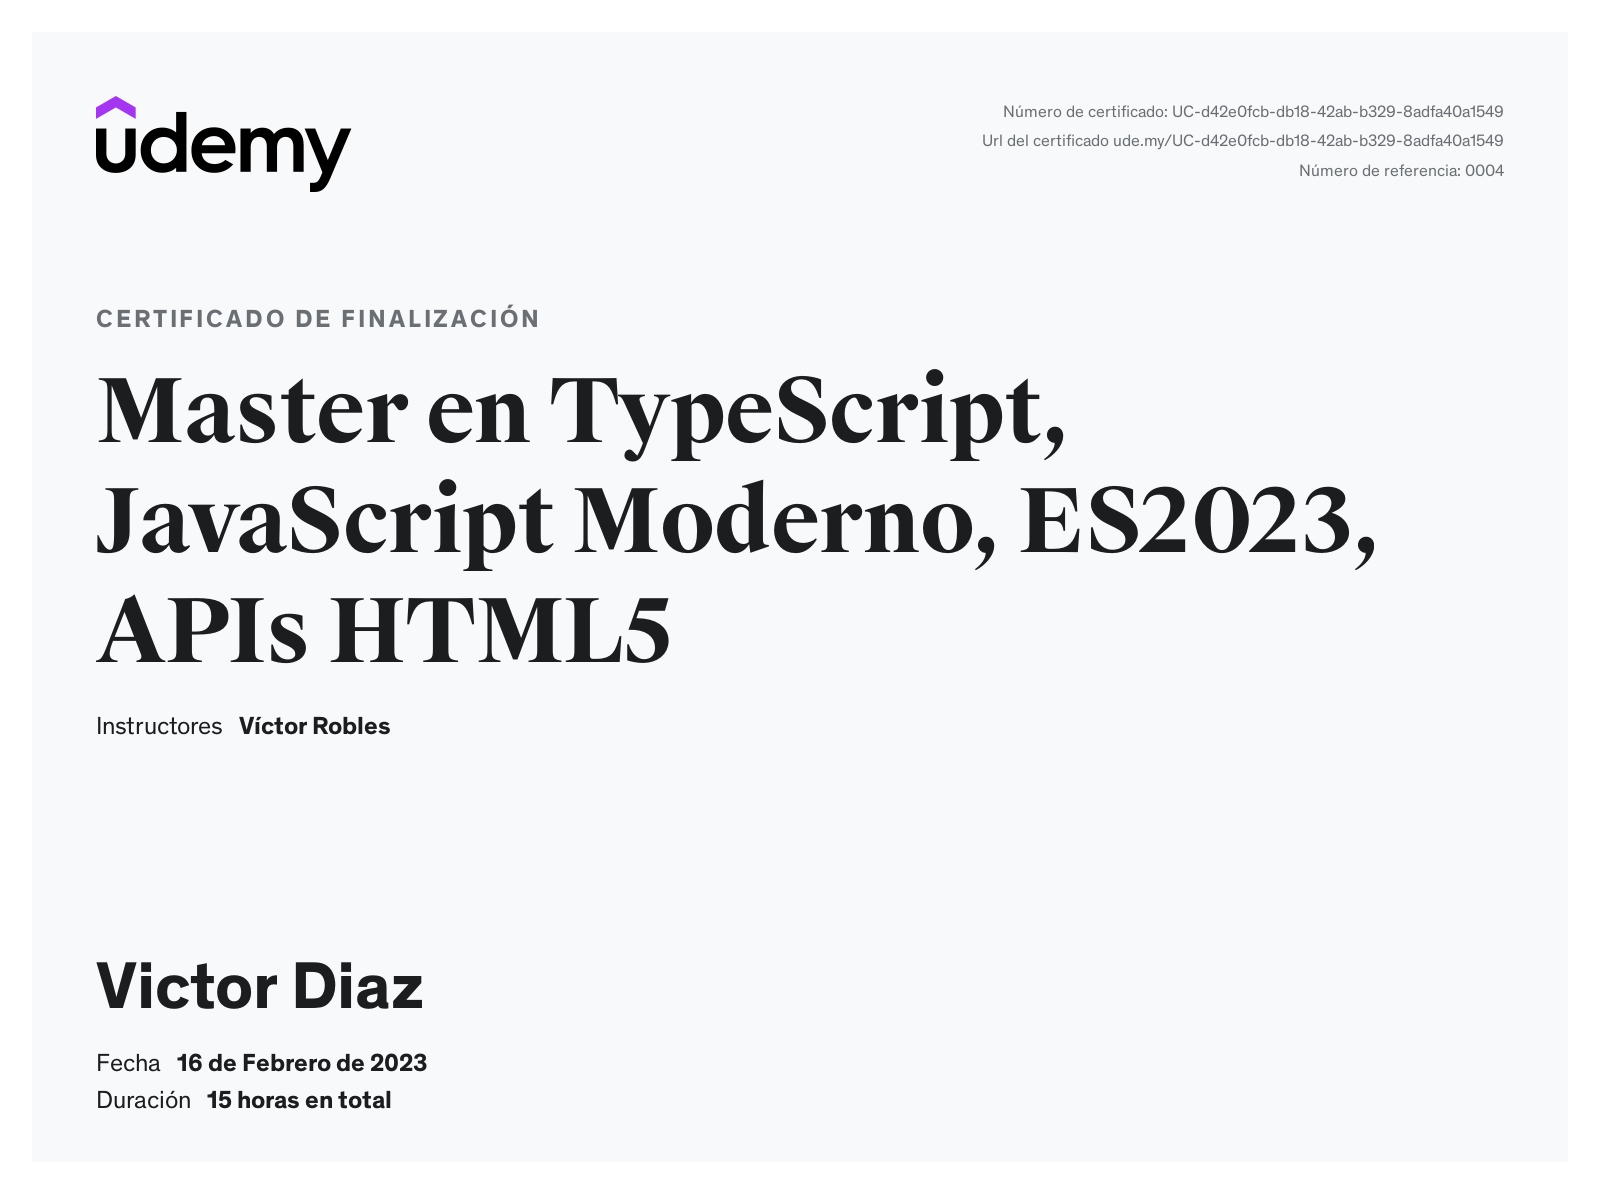 udemy
Número de certificado: UC-d42e0fcb-db18-42ab-b329-8adfa40a1549
Url del certificado ude.my/UC-d42e0fcb-db18-42ab-b329-8adfa40a1549
Número de referencia: 0004
CERTIFICADO DE FINALIZACIÓN
Master en TypeScript,
JavaScript Moderno, ES2023,
APIs HTML5
Instructores Víctor Robles
Victor Diaz
Fecha 16 de Febrero de 2023
Duración 15 horas en total